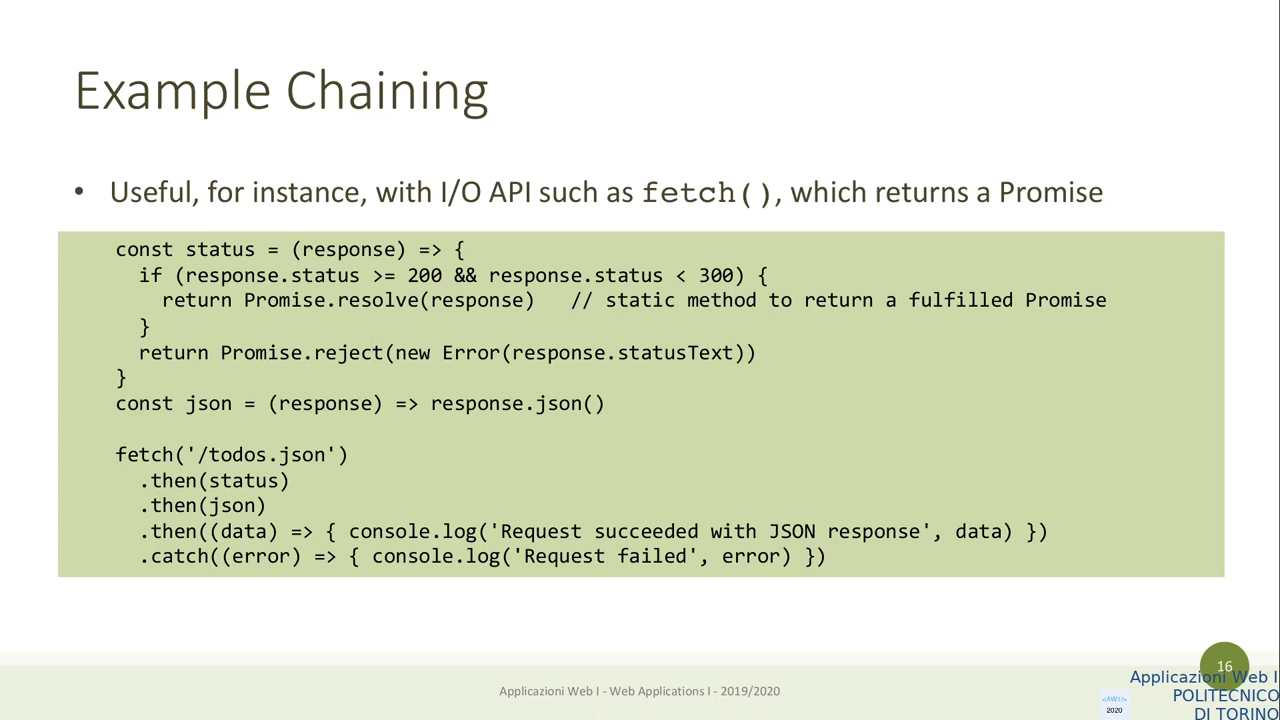 Example Chaining
• Useful, for instance, with I/O API such as fetch(), which returns a Promise
const status = (response) => {
  if (response.status >= 200 && response.status < 300) {
    return Promise.resolve(response)   // static method to return a fulfilled Promise
  }
  return Promise.reject(new Error(response.statusText))
}
const json = (response) => response.json()

fetch('/todos.json')
  .then(status)
  .then(json)
  .then((data) => { console.log('Request succeeded with JSON response', data) })
  .catch((error) => { console.log('Request failed', error) })
16
Applicazioni Web I - Web Applications I - 2019/2020
Applicazioni Web I
POLITECNICO
DI TORINO
<AW1/>
2020